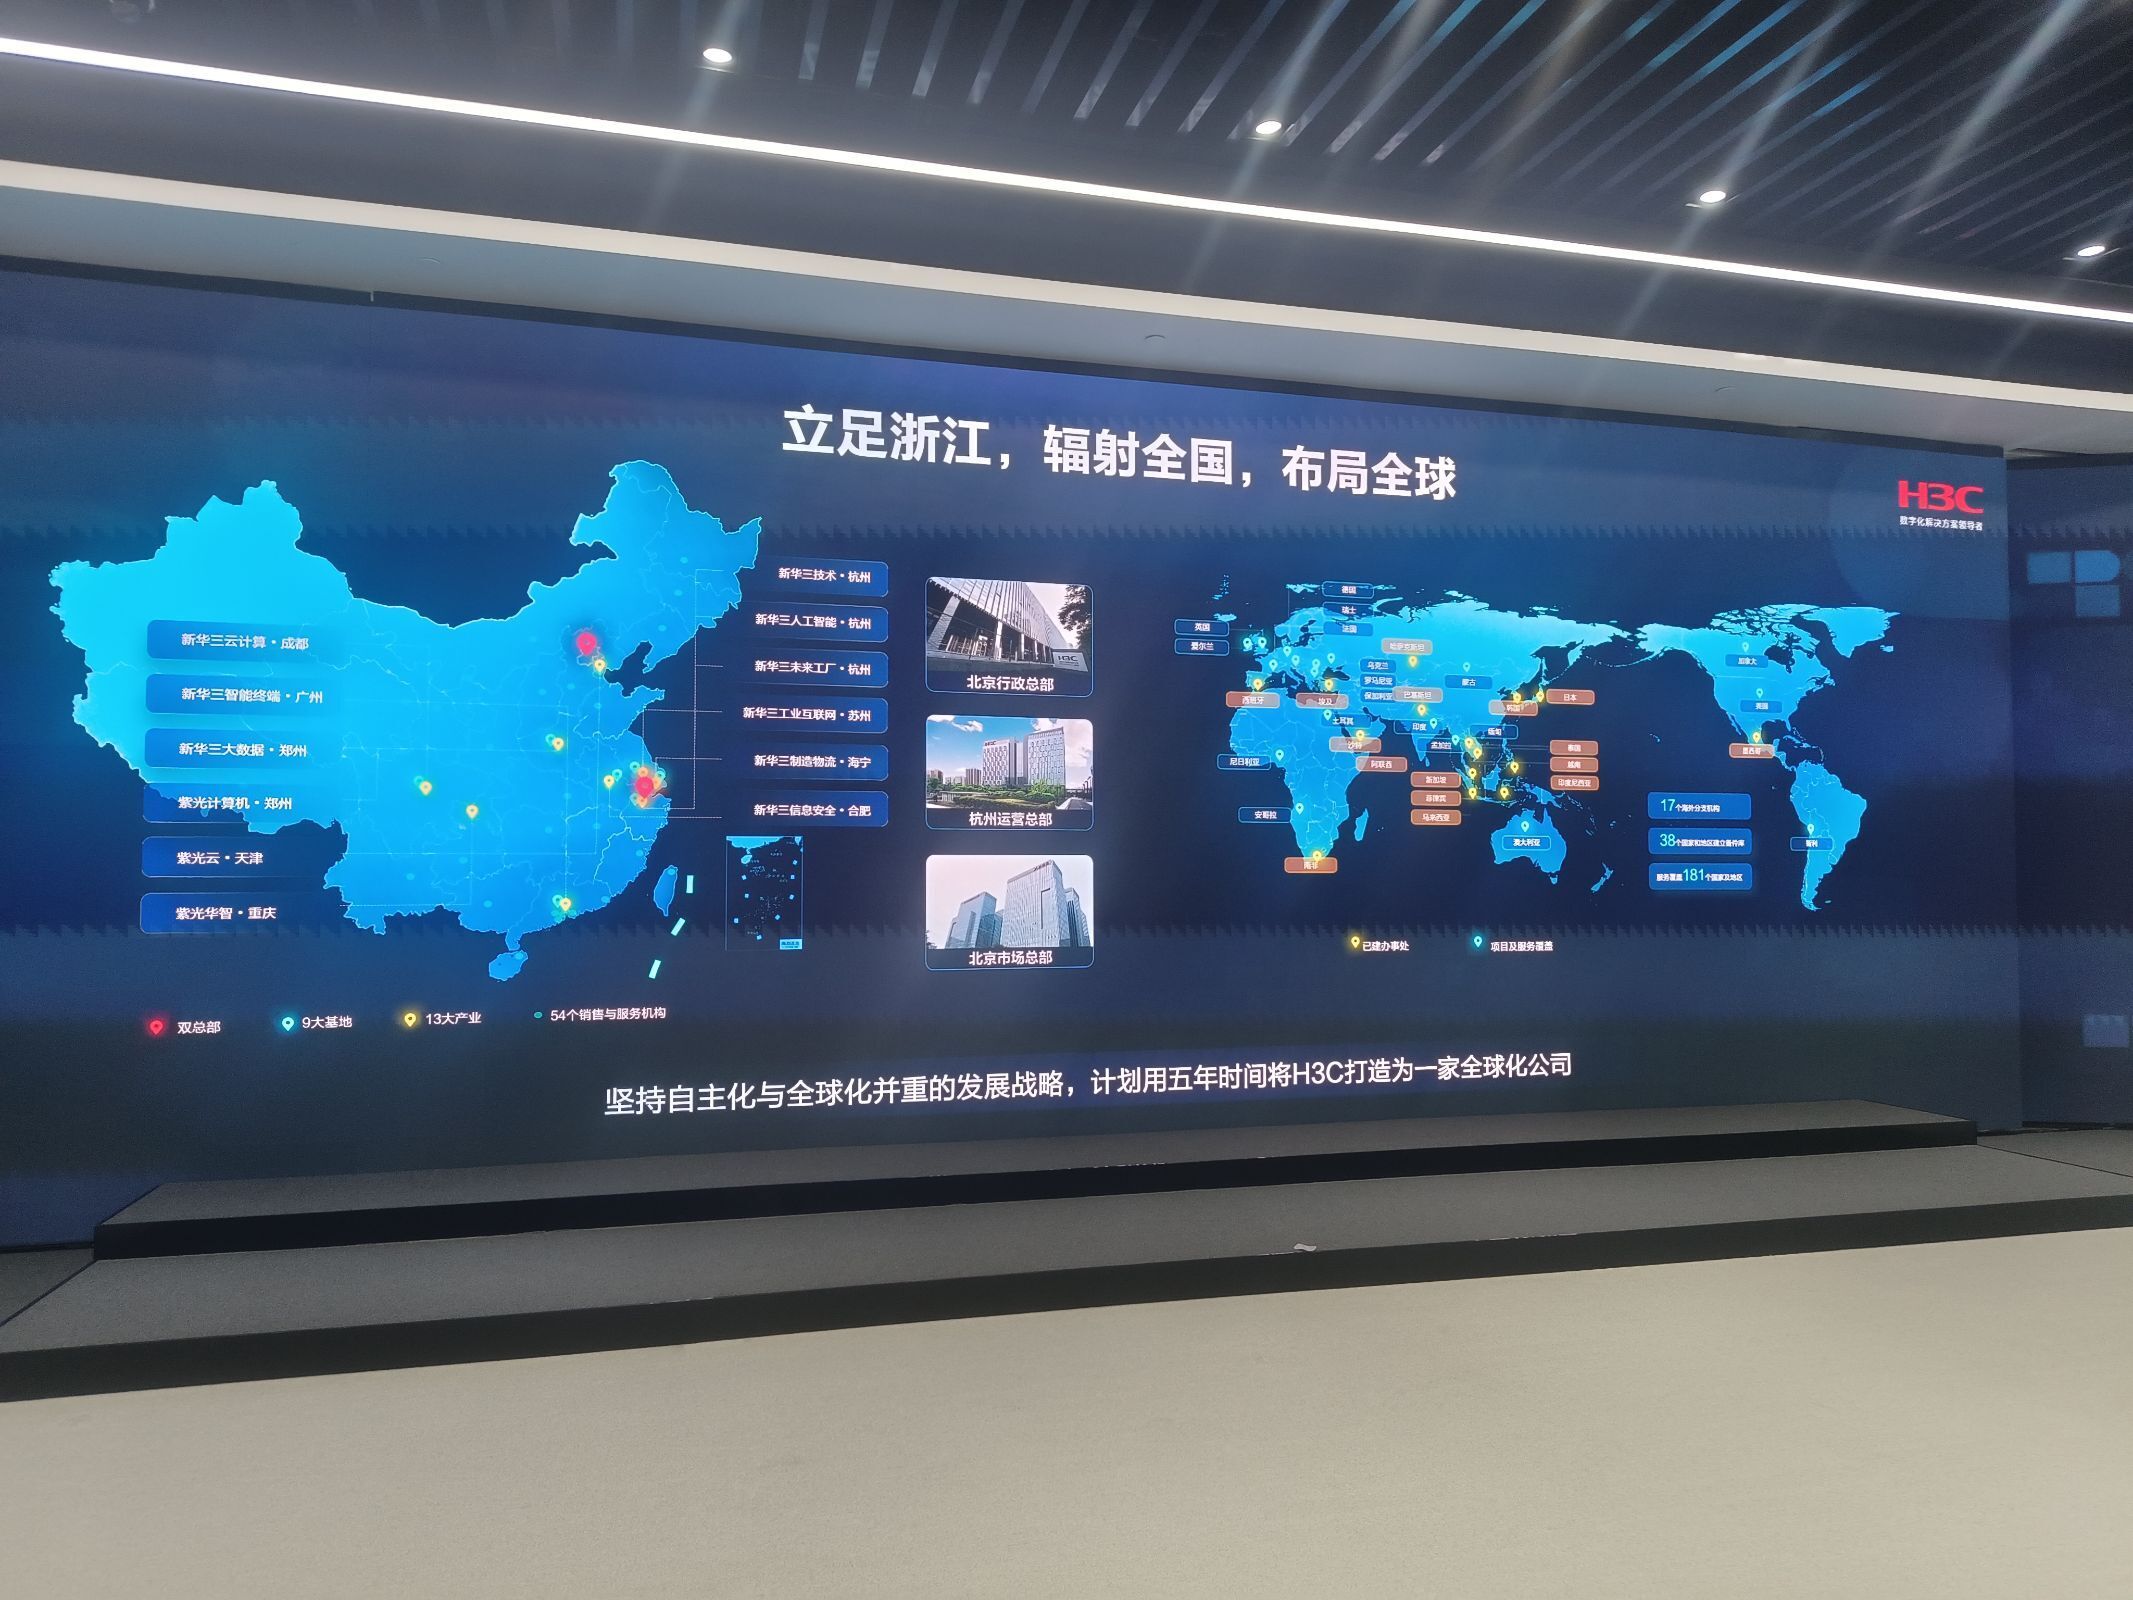 立足浙江，辐射全国，布局全球
H3C
数字化解决方案领导者
新华三云计算·成都
新华三智能终端·广州
新华三大数据·郑州
紫光计算机·郑州
紫光云·天津
紫光华智·重庆
新华三技术·杭州
新华三人工智能·杭州
新华三未来工厂·杭州
新华三工业互联网·苏州
新华三制造物流·海宁
新华三信息安全·合肥
H3C
北京行政总部
杭州运营总部
北京市场总部
德国
瑞士
法国
英国
爱尔兰
哈萨克斯坦
乌克兰
罗马尼亚
保加利亚
巴基斯坦
蒙古
西班牙
埃及
土耳其
印度
缅甸
韩国
日本
沙特
孟加拉
尼日利亚
阿联酋
泰国
越南
印度尼西亚
新加坡
菲律宾
马来西亚
安哥拉
南非
澳大利亚
加拿大
美国
墨西哥
智利
17个海外分支机构
38个国家和地区建立备件库
服务覆盖181个国家及地区
已建办事处
项目及服务覆盖
双总部
9大基地
13大产业
54个销售与服务机构
坚持自主化与全球化并重的发展战略，计划用五年时间将H3C打造为一家全球化公司